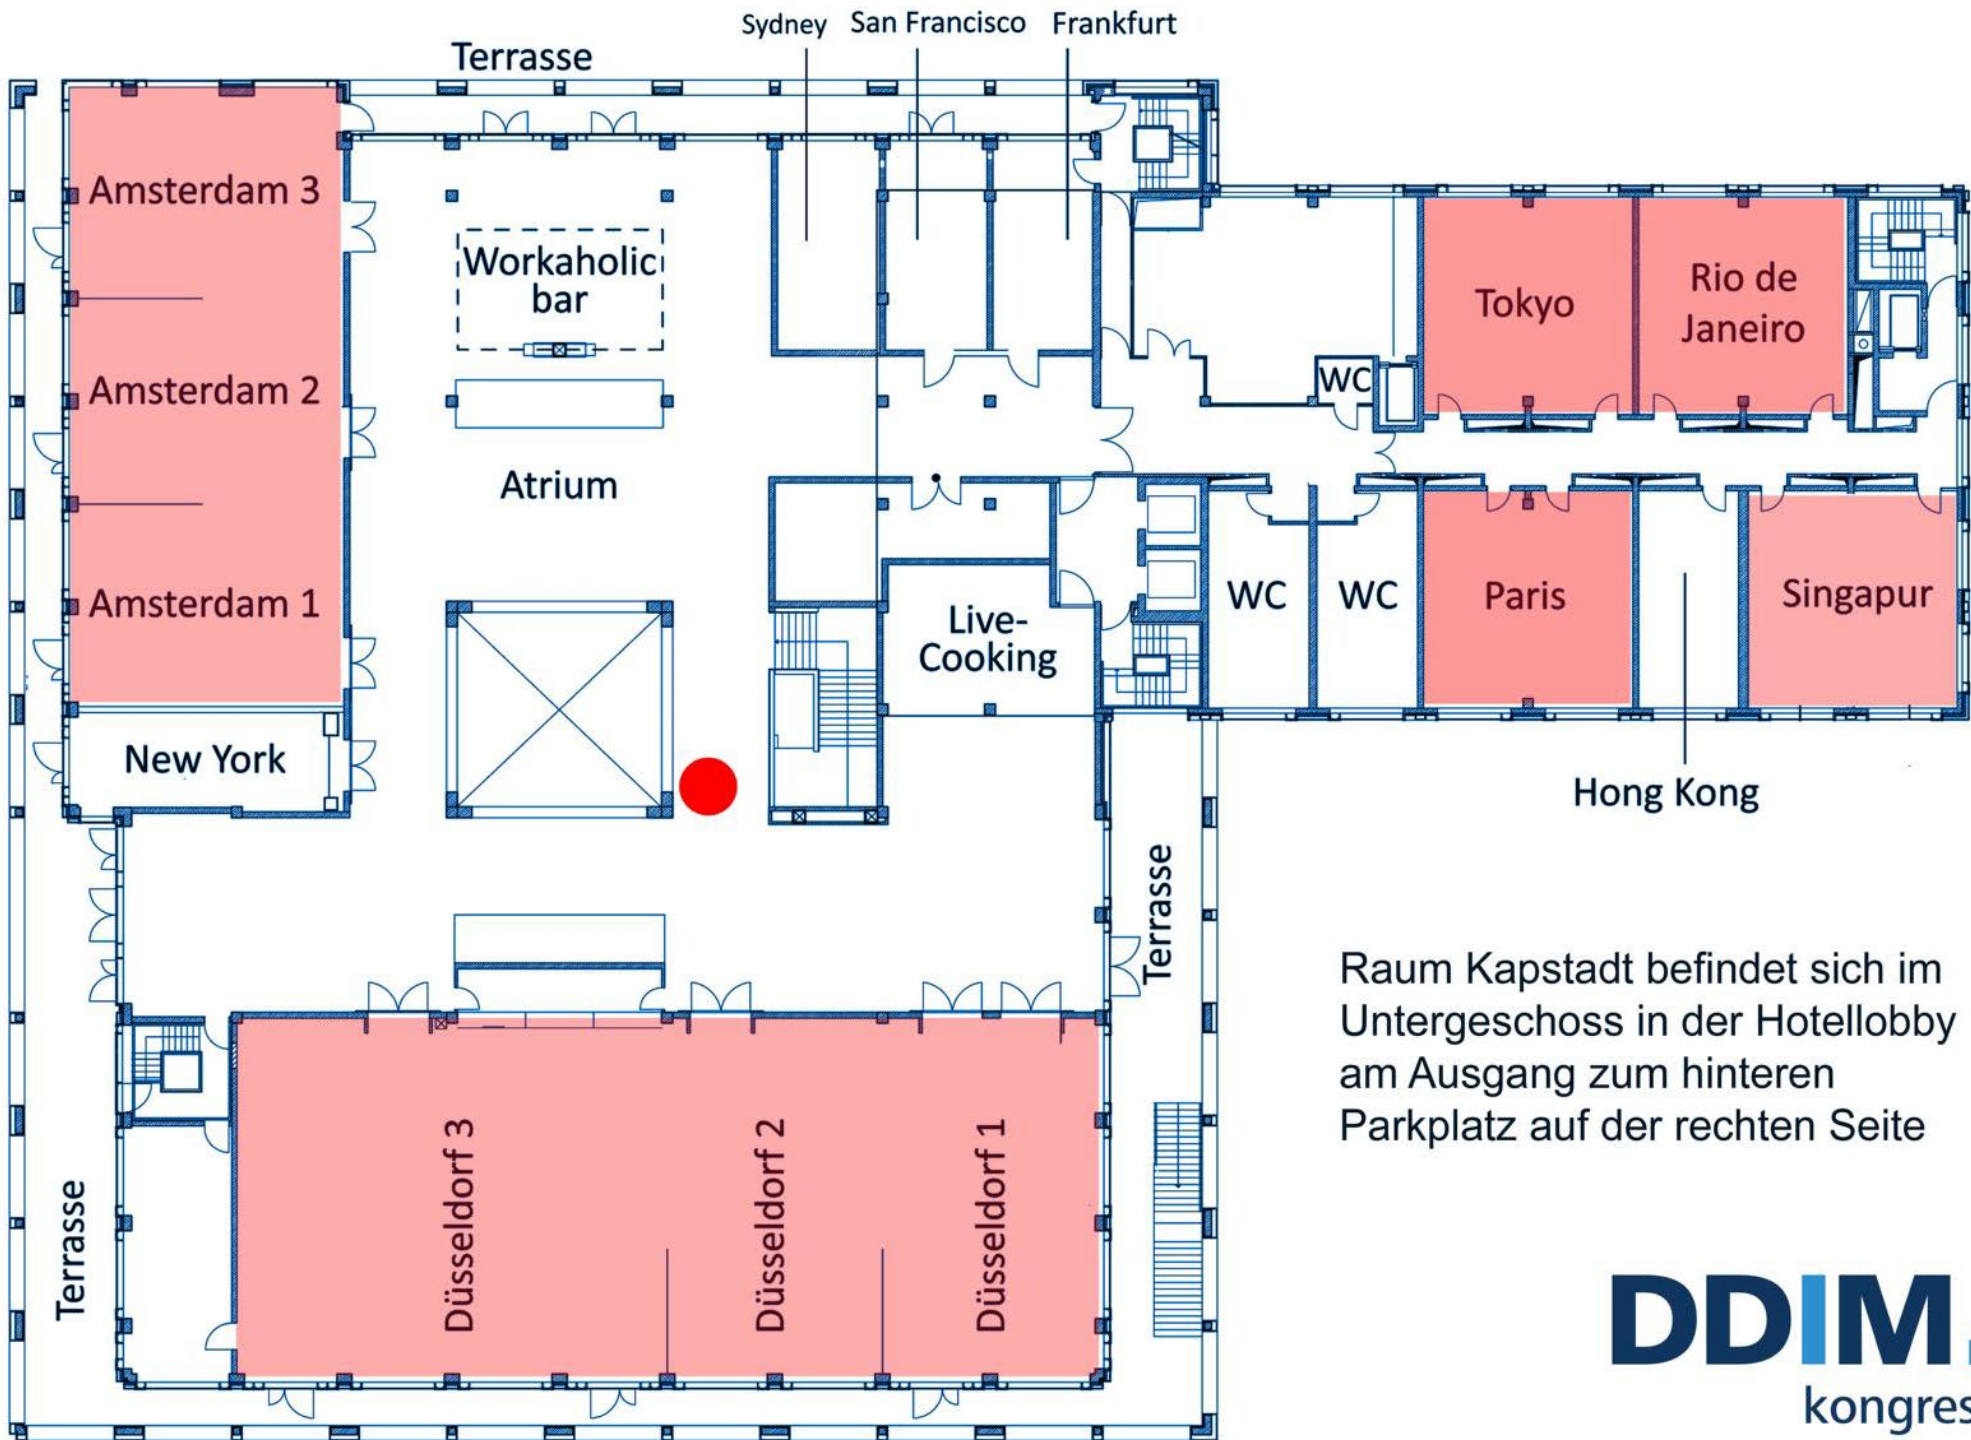 Sydney
San Francisco
Frankfurt
Terrasse
Amsterdam 3
Workaholic
bar
Tokyo
Rio de
Janeiro
WC
Amsterdam 2
Atrium
Amsterdam 1
Live-
Cooking
WC
WC
Paris
Singapur
New York
Hong Kong
Terrasse
Raum Kapstadt befindet sich im
Untergeschoss in der Hotellobby
am Ausgang zum hinteren
Parkplatz auf der rechten Seite
Düsseldorf 3
Düsseldorf 2
Düsseldorf 1
Terrasse
DDIM.
kongres